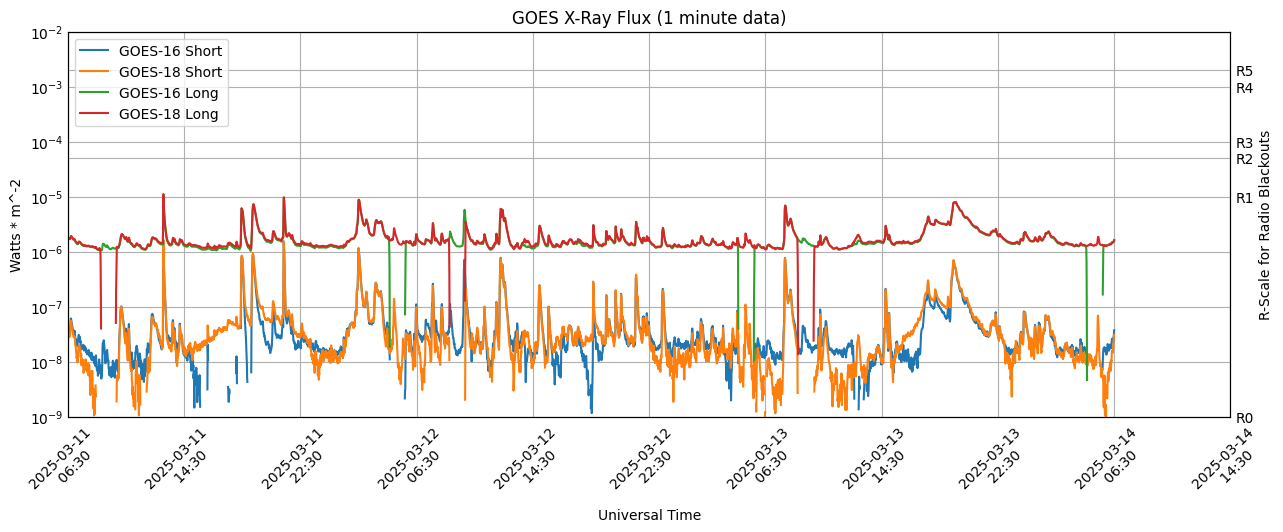 GOES X-Ray Flux (1 minute data)
GOES-16 Short
GOES-18 Short
GOES-16 Long
GOES-18 Long
Watts * m^-2
10⁻²
10⁻³
10⁻⁴
10⁻⁵
10⁻⁶
10⁻⁷
10⁻⁸
10⁻⁹
R5
R4
R3
R2
R1
R0
R-Scale for Radio Blackouts
2025-03-11
06:30
2025-03-11
14:30
2025-03-11
22:30
2025-03-12
06:30
2025-03-12
14:30
2025-03-12
22:30
2025-03-13
06:30
2025-03-13
14:30
2025-03-13
22:30
2025-03-14
06:30
2025-03-14
14:30
Universal Time